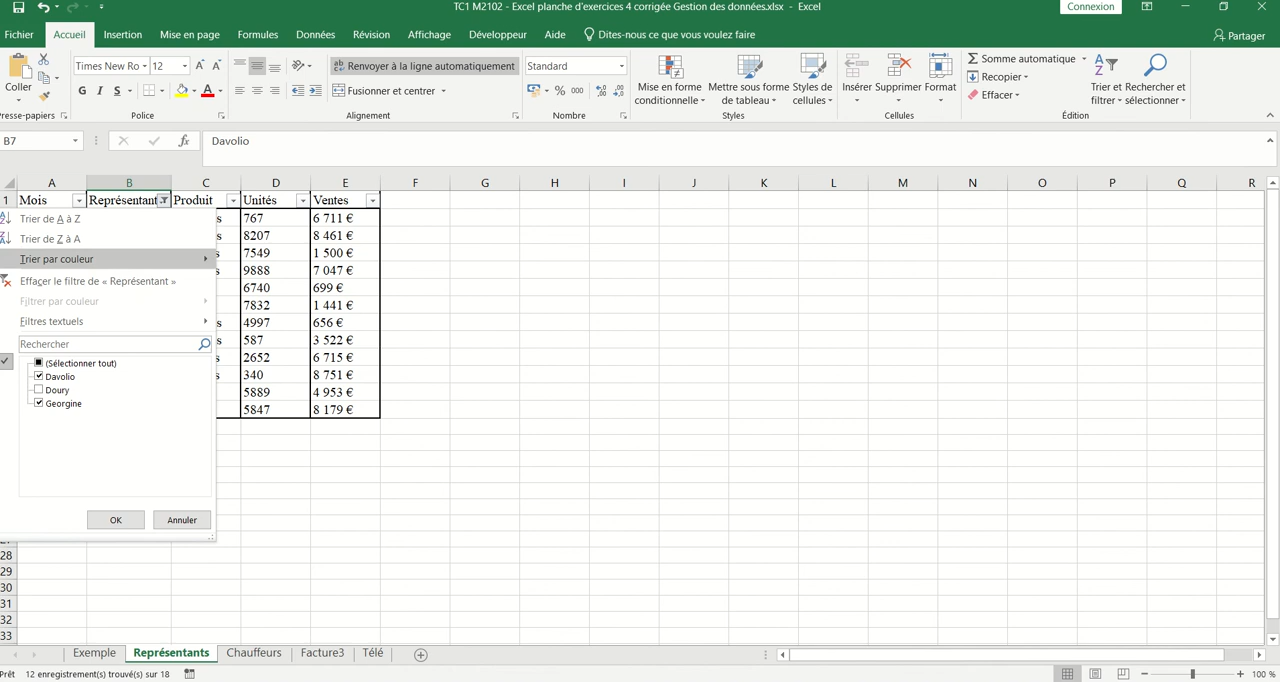 TC1 M2102 - Excel planche d'exercices 4 corrigée Gestion des données.xlsx - Excel
Connexion
Fichier Accueil Insertion Mise en page Formules Données Révision Affichage Développeur Aide Dites-nous ce que vous voulez faire
Partager
Coller
Times New Ro 12
G I S
A A
Renvoyer à la ligne automatiquement
Fusionner et centrer
Standard
% 000
Mise en forme conditionnelle
Mettre sous forme de tableau
Styles de cellules
Insérer Supprimer Format
Somme automatique
Recopier
Effacer
Trier et filtrer
Rechercher et sélectionner
resse-papiers Police Alignement Nombre Styles Cellules Édition
B7 fx Davolio
A B C D E F G H I J K L M N O P Q R
1 Mois Représentant Produit Unités Ventes
s 767 6 711 €
s 8207 8 461 €
s 7549 1 500 €
s 9888 7 047 €
6740 699 €
7832 1 441 €
s 4997 656 €
s 587 3 522 €
s 2652 6 715 €
s 340 8 751 €
5889 4 953 €
5847 8 179 €
Trier de A à Z
Trier de Z à A
Trier par couleur
Effacer le filtre de « Représentant »
Filtrer par couleur
Filtres textuels
Rechercher
(Sélectionner tout)
Davolio
Doury
Georgine
OK Annuler
28
29
30
31
32
33
Exemple Représentants Chauffeurs Facture3 Télé
Prêt 12 enregistrement(s) trouvé(s) sur 18
100 %